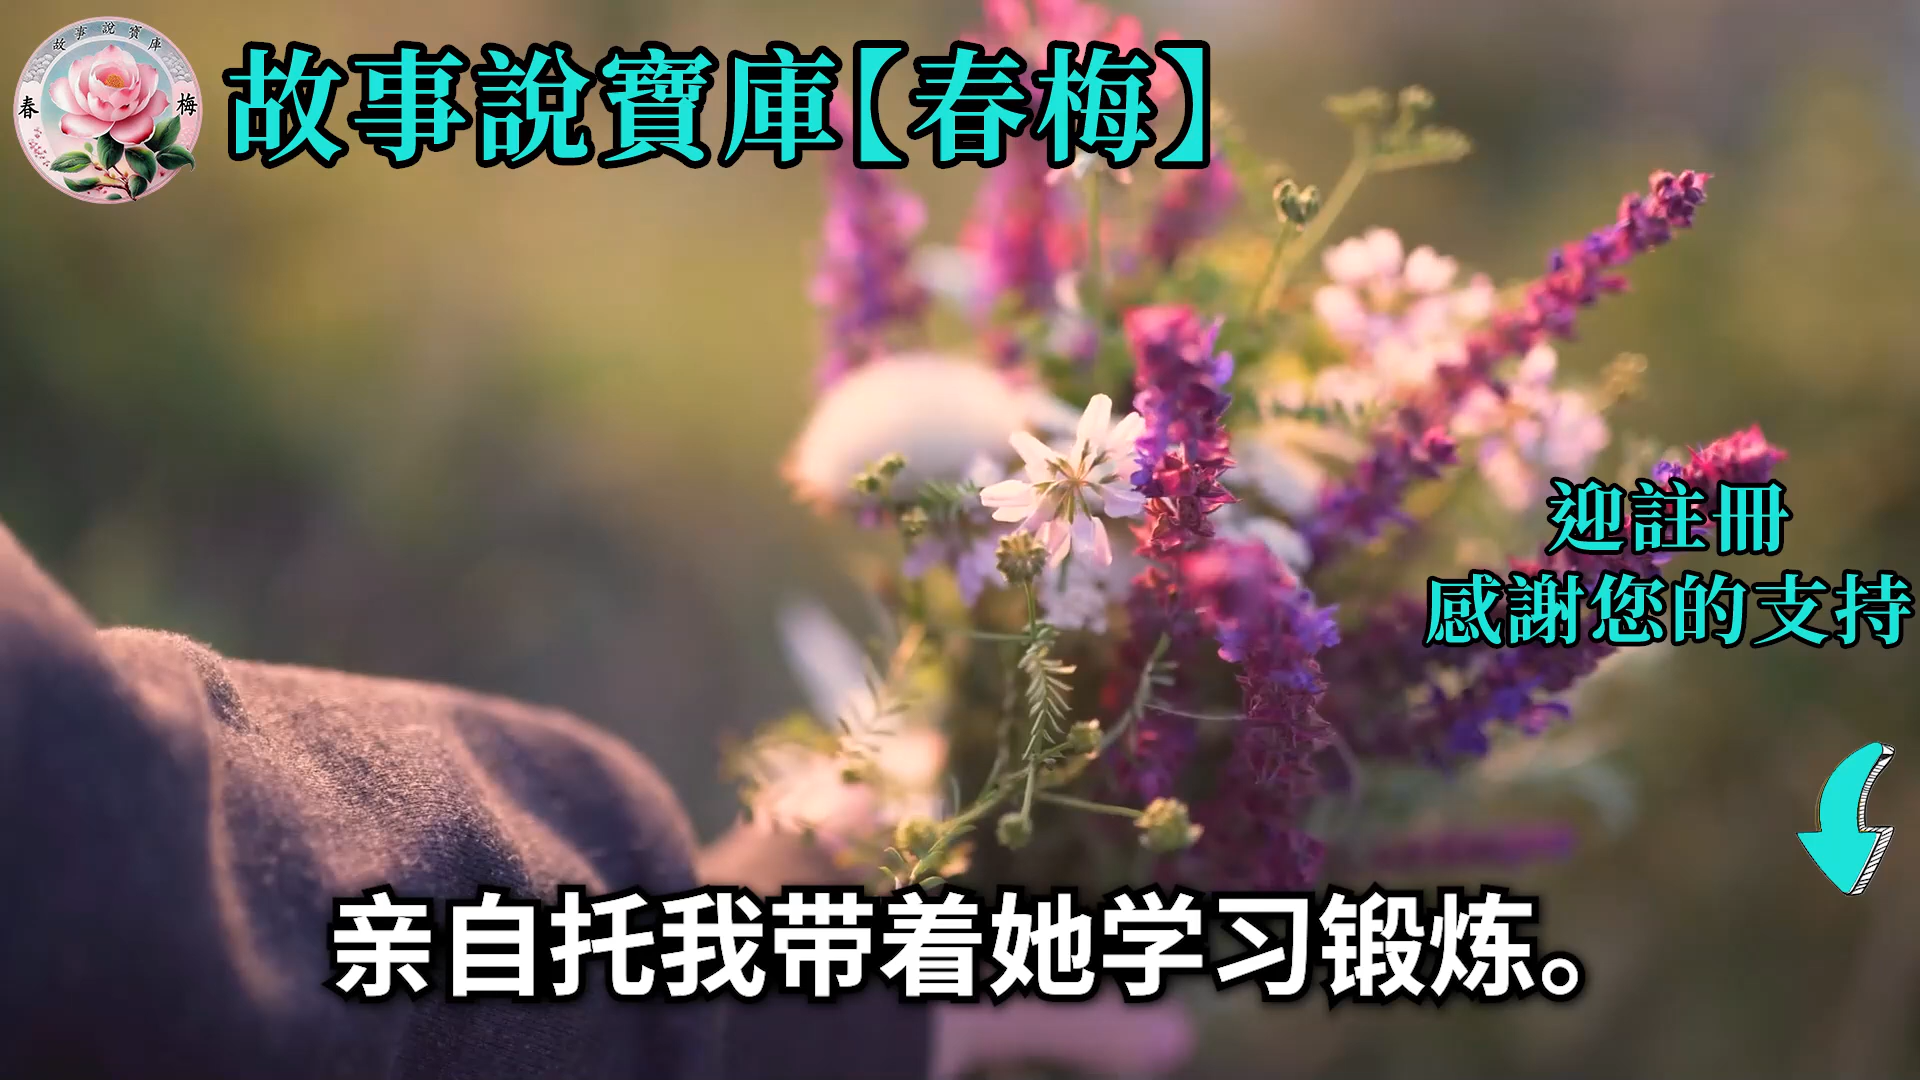 故事說寶庫
春 梅
故事說寶庫【春梅】
迎註冊
感謝您的支持
亲自托我带着她学习锻炼。